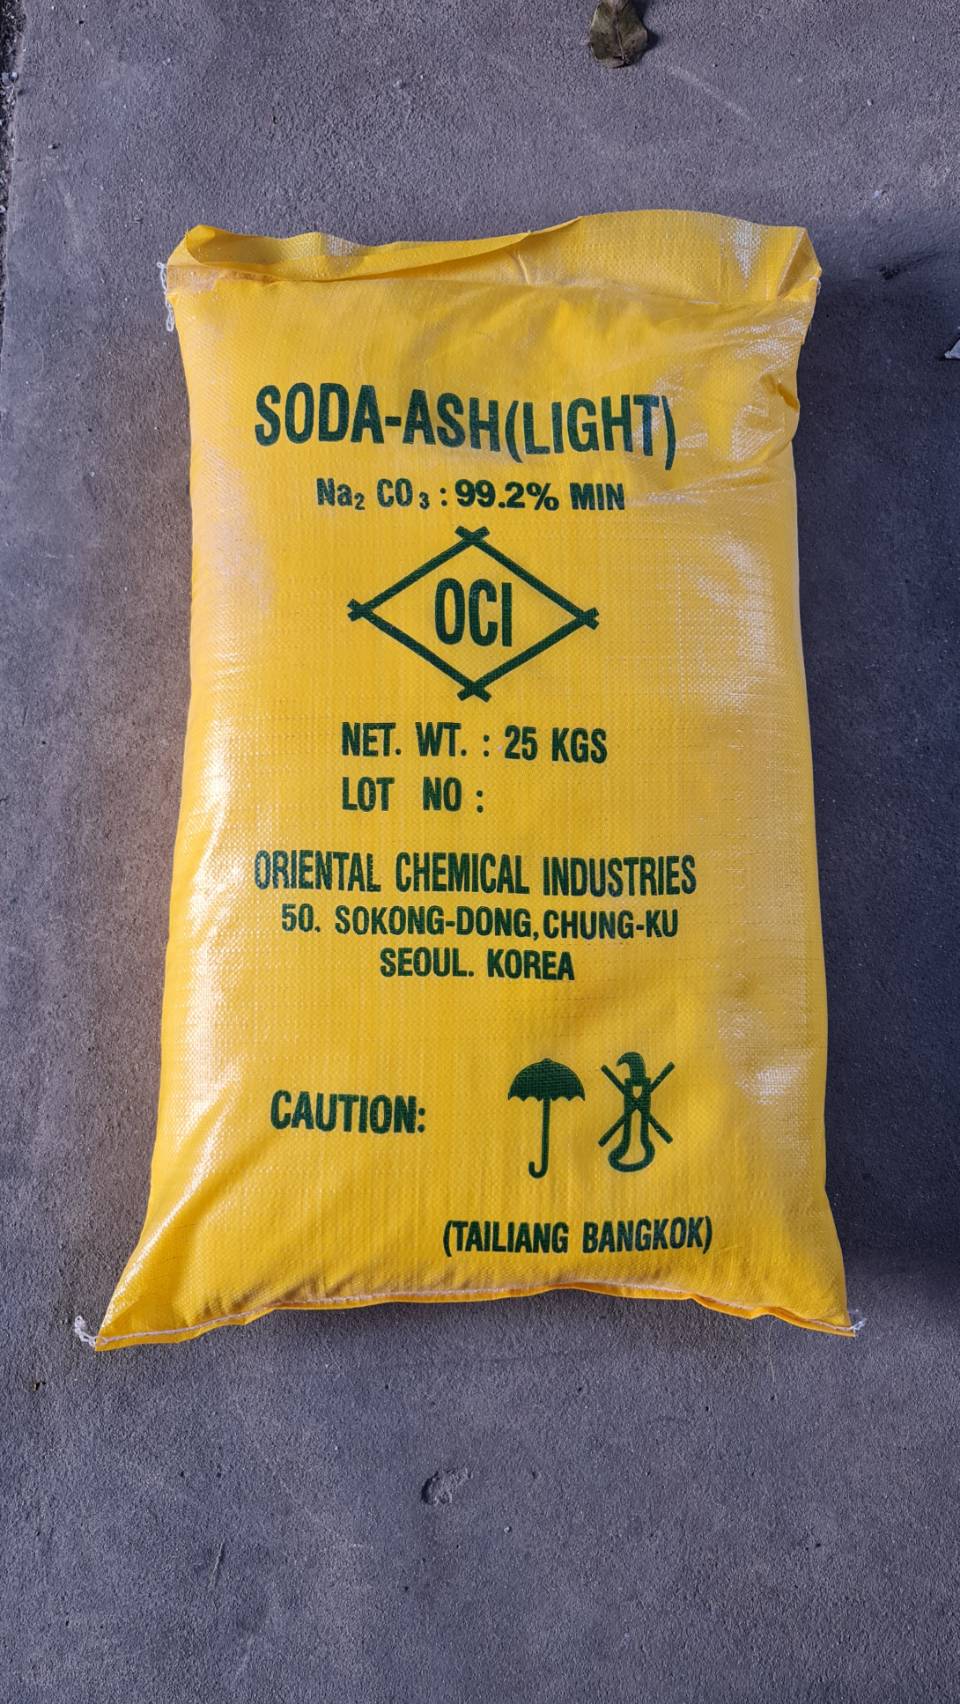 SODA-ASH(LIGHT)
Na₂ CO₃ : 99.2% MIN
OCI
NET. WT. : 25 KGS
LOT NO :
ORIENTAL CHEMICAL INDUSTRIES
50. SOKONG-DONG, CHUNG-KU
SEOUL. KOREA
CAUTION:
(TAILIANG BANGKOK)